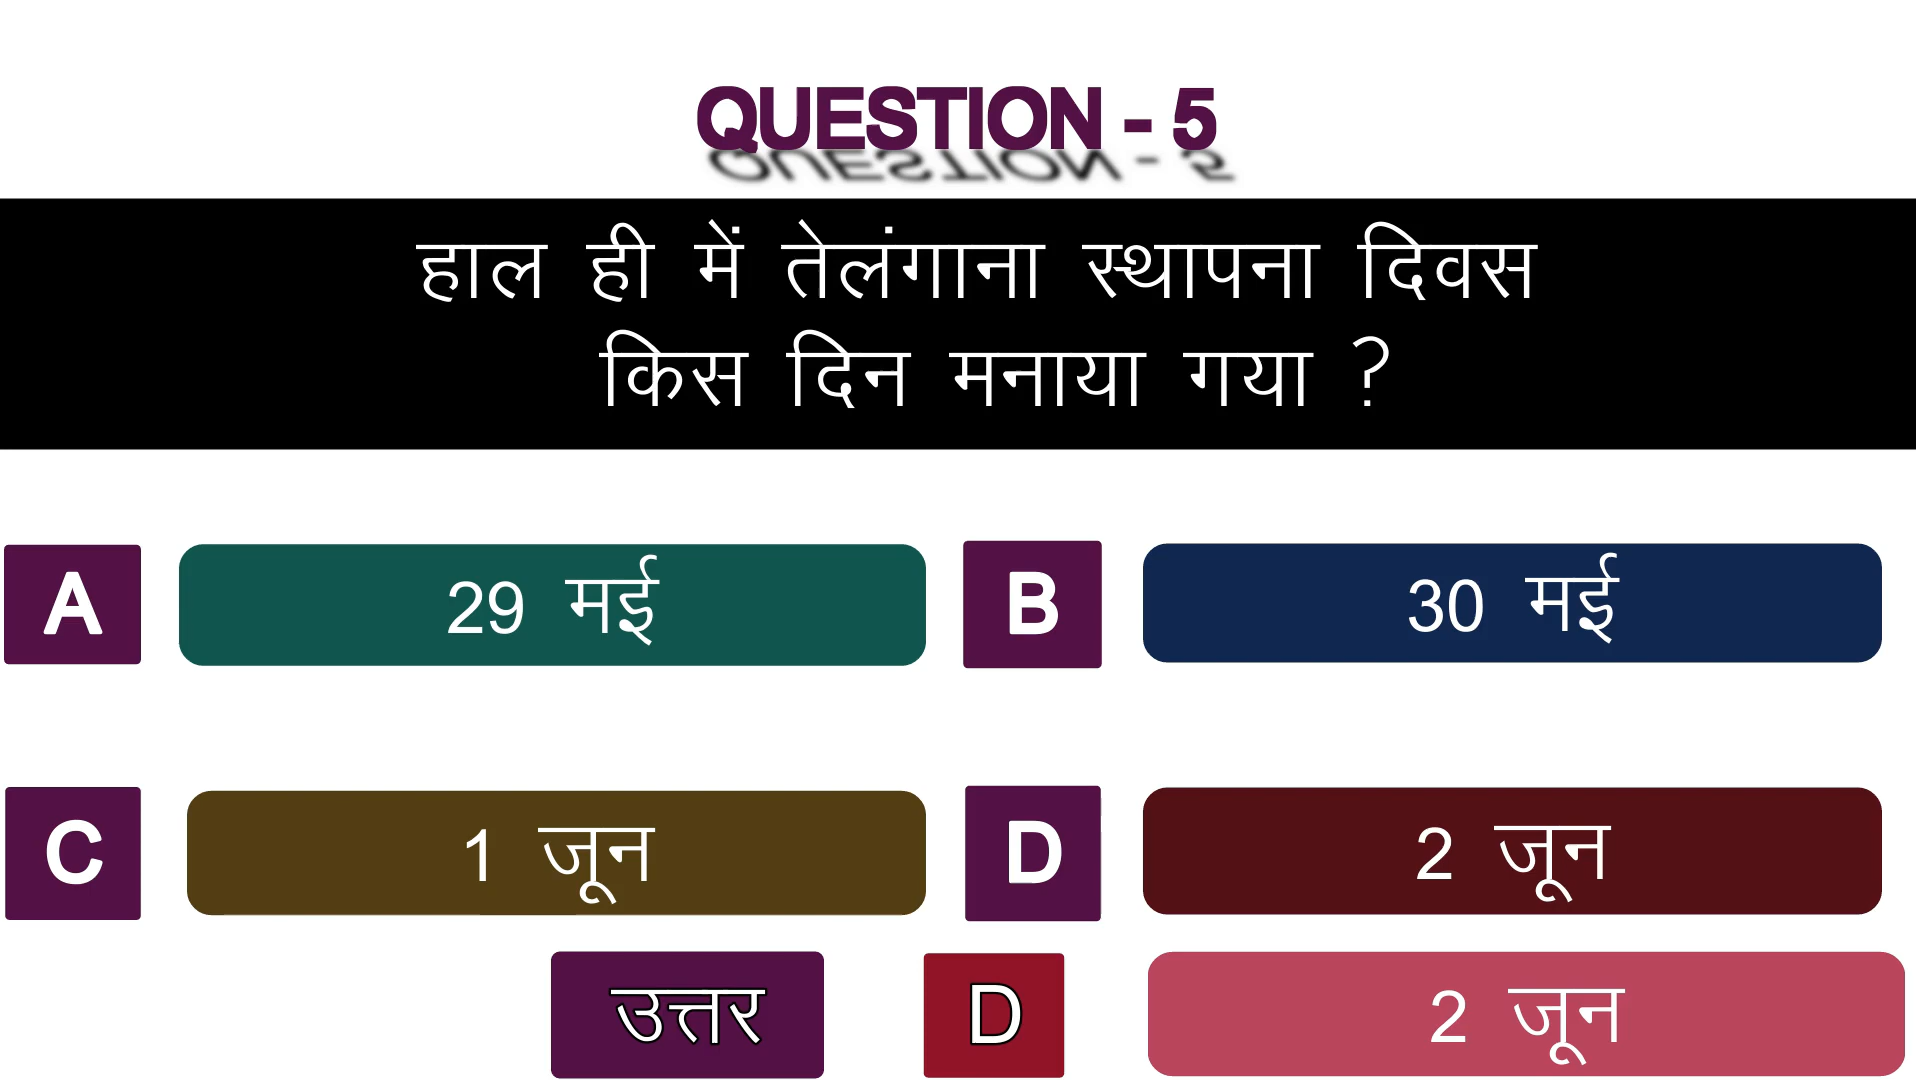 QUESTION - 5
हाल ही में तेलंगाना स्थापना दिवस
किस दिन मनाया गया ?
A 29 मई B 30 मई
C 1 जून D 2 जून
उत्तर D 2 जून